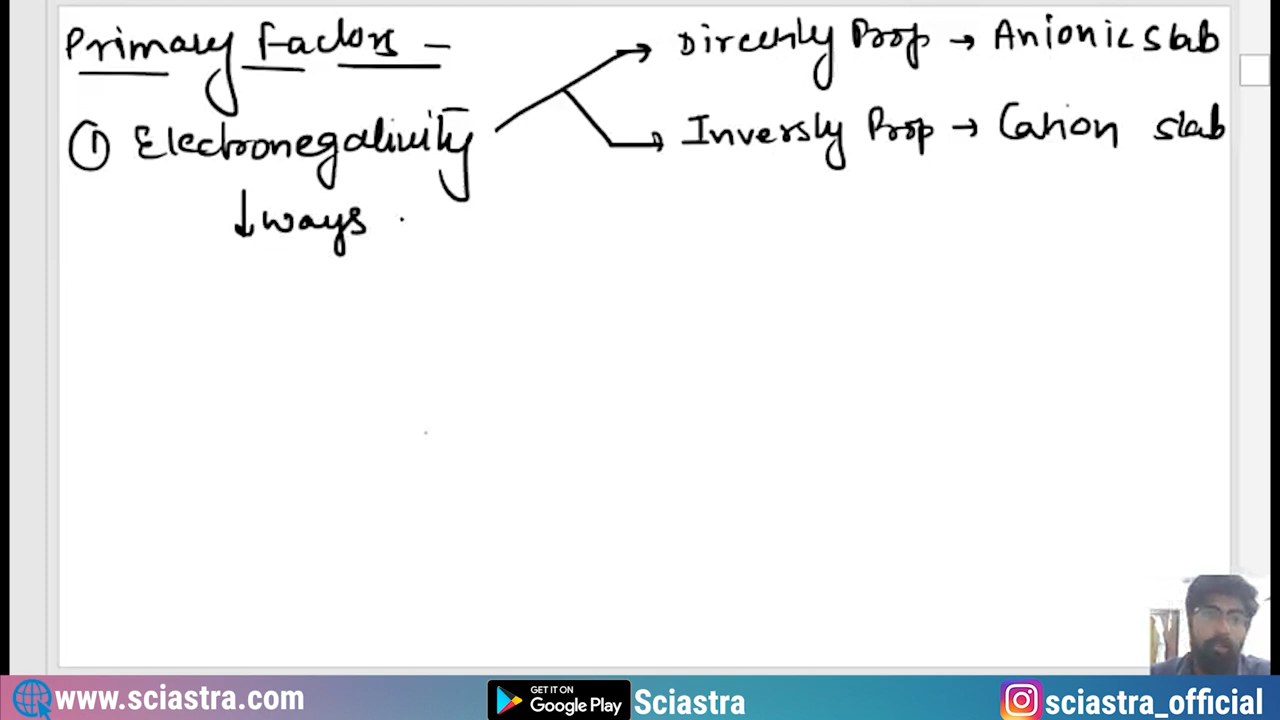 Primary Factors -
① Electronegativity
Directly Prop → Anionic stab
Inversly Prop → Cation stab
↓ ways
www.sciastra.com
GET IT ON
Google Play
Sciastra
sciastra_official